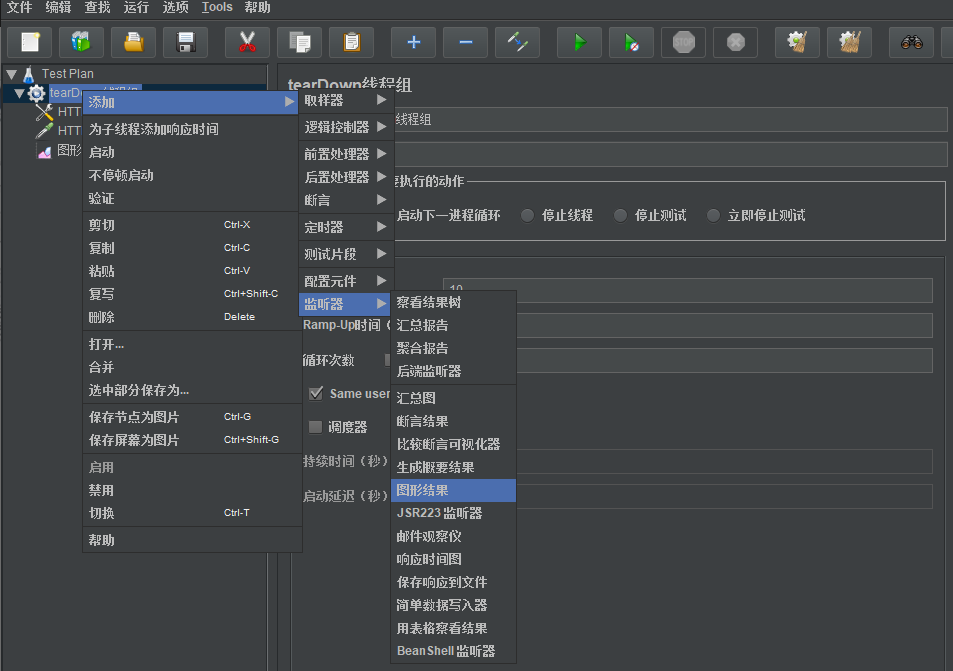 文件 编辑 查找 运行 选项 Tools 帮助
Test Plan
tearDown线程组
HTT
HTT
图形
添加
为子线程添加响应时间
启动
不停顿启动
验证
剪切 Ctrl-X
复制 Ctrl-C
粘贴 Ctrl-V
复写 Ctrl+Shift-C
删除 Delete
打开...
合并
选中部分保存为...
保存节点为图片 Ctrl-G
保存屏幕为图片 Ctrl+Shift-G
启用
禁用
切换 Ctrl-T
帮助
取样器
逻辑控制器
前置处理器
后置处理器
断言
定时器
测试片段
配置元件
监听器
察看结果树
汇总报告
聚合报告
后端监听器
汇总图
断言结果
比较断言可视化器
生成概要结果
图形结果
JSR223 监听器
邮件观察仪
响应时间图
保存响应到文件
简单数据写入器
用表格察看结果
BeanShell 监听器
tearDown线程组
线程组
执行的动作
启动下一进程循环 停止线程 停止测试 立即停止测试
10
Ramp-Up时间（
循环次数
Same user
调度器
持续时间（秒）
启动延迟（秒）